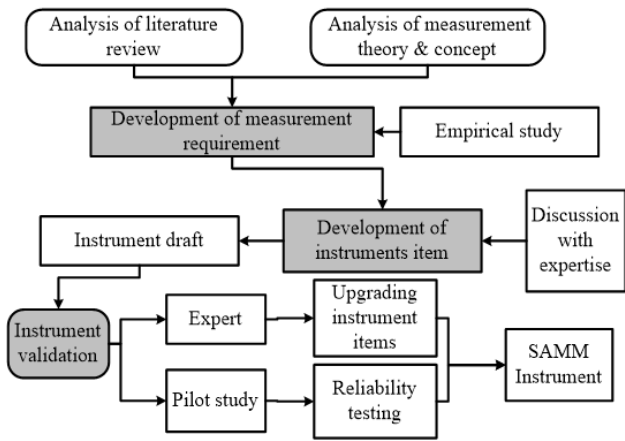 Analysis of literature
review
Analysis of measurement
theory & concept
Development of measurement
requirement
Empirical study
Instrument draft
Development of
instruments item
Discussion
with
expertise
Instrument
validation
Expert
Upgrading
instrument
items
Pilot study
Reliability
testing
SAMM
Instrument